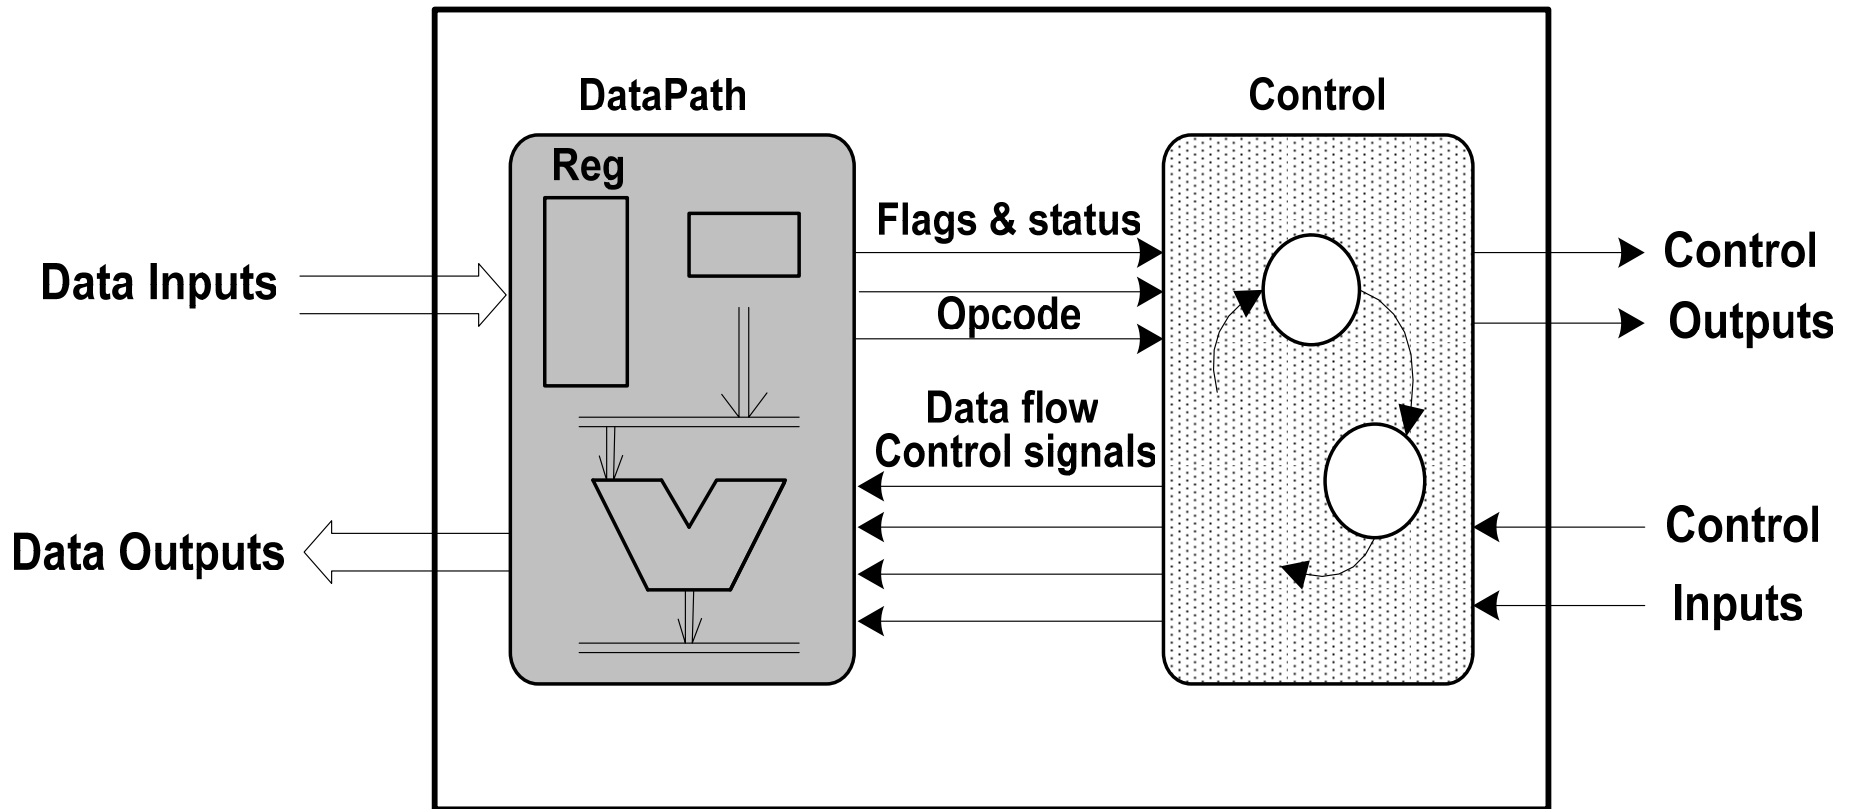 DataPath
Control
Reg
Flags & status
Data Inputs
Opcode
Control
Outputs
Data flow
Control signals
Data Outputs
Control
Inputs